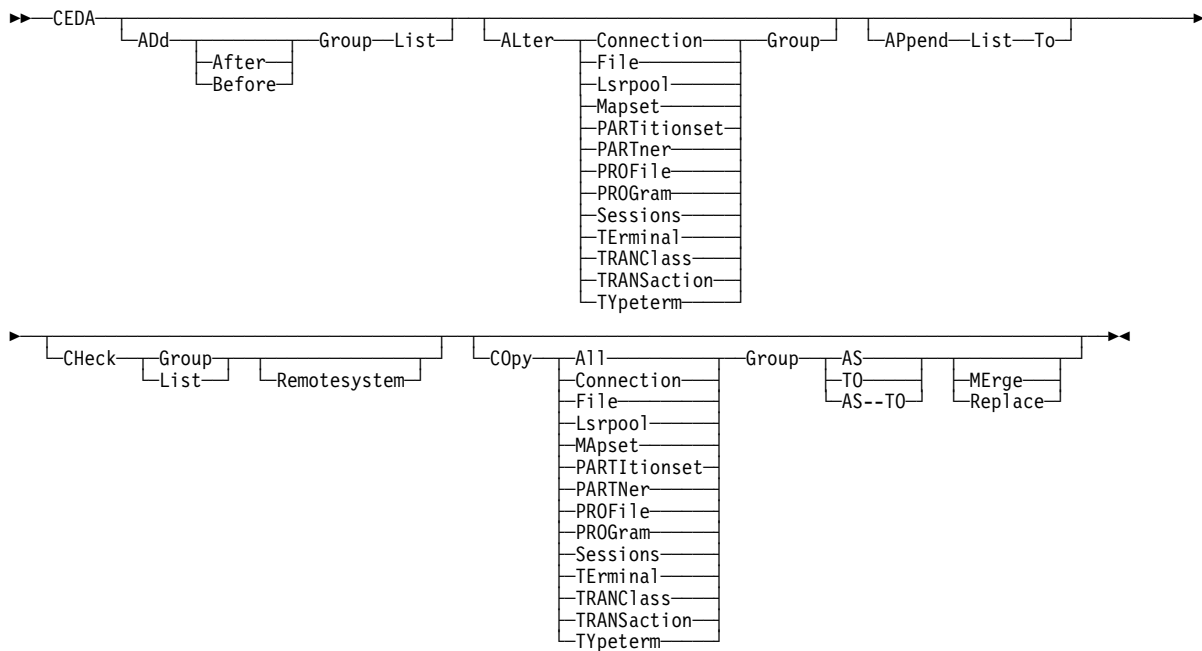 CEDA
ADd Group List ALter Connection Group APpend List To
After File
Before Lsrpool
Mapset
PARTitionset
PARTner
PROFile
PROGram
Sessions
TErminal
TRANClass
TRANSaction
TYpeterm
CHeck Group COpy All Group AS
List Remotesystem Connection TO MErge
File AS--TO Replace
Lsrpool
MApset
PARTItionset
PARTNer
PROFile
PROGram
Sessions
TErminal
TRANClass
TRANSaction
TYpeterm